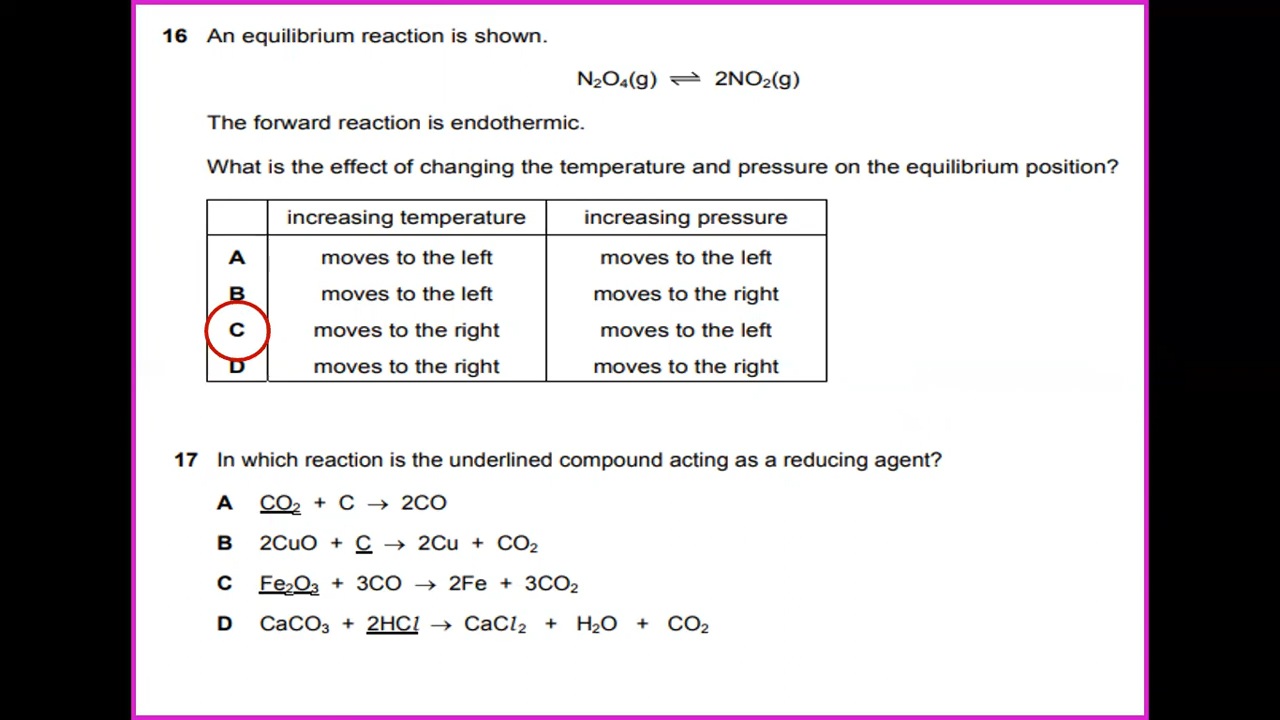 16 An equilibrium reaction is shown.
N₂O₄(g) ⇌ 2NO₂(g)
The forward reaction is endothermic.
What is the effect of changing the temperature and pressure on the equilibrium position?
increasing temperature increasing pressure
A moves to the left moves to the left
B moves to the left moves to the right
C moves to the right moves to the left
D moves to the right moves to the right
17 In which reaction is the underlined compound acting as a reducing agent?
A CO₂ + C → 2CO
B 2CuO + C → 2Cu + CO₂
C Fe₂O₃ + 3CO → 2Fe + 3CO₂
D CaCO₃ + 2HCl → CaCl₂ + H₂O + CO₂